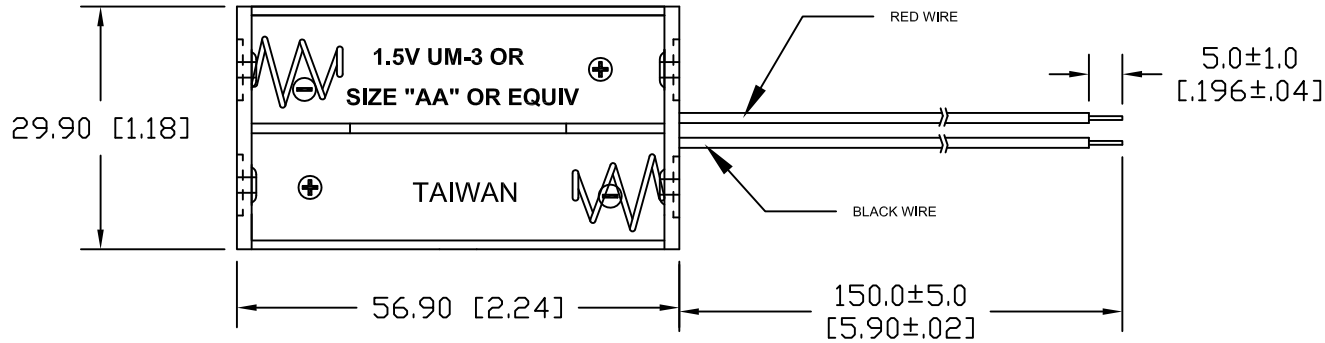 RED WIRE
1.5V UM-3 OR
SIZE "AA" OR EQUIV
5.0±1.0
[.196±.04]
29.90 [1.18]
TAIWAN
BLACK WIRE
56.90 [2.24]
150.0±5.0
[5.90±.02]